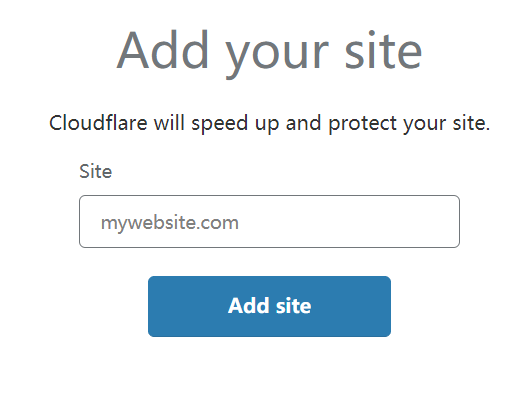 Add your site
Cloudflare will speed up and protect your site.
Site
mywebsite.com
Add site